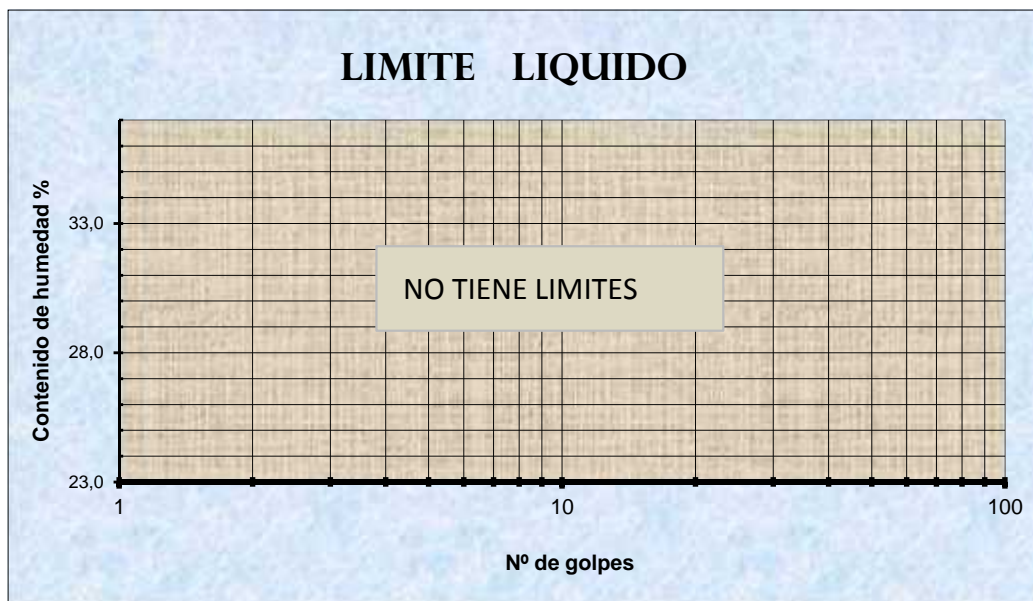 LIMITE LIQUIDO
Contenido de humedad %
33,0
28,0
23,0
NO TIENE LIMITES
1 10 100
Nº de golpes